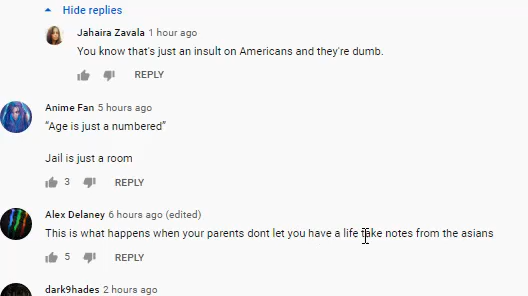 Hide replies
Jahaira Zavala 1 hour ago
You know that's just an insult on Americans and they're dumb.
REPLY
Anime Fan 5 hours ago
“Age is just a numbered”
Jail is just a room
3 REPLY
Alex Delaney 6 hours ago (edited)
This is what happens when your parents dont let you have a life take notes from the asians
5 REPLY
dark9hades 2 hours ago